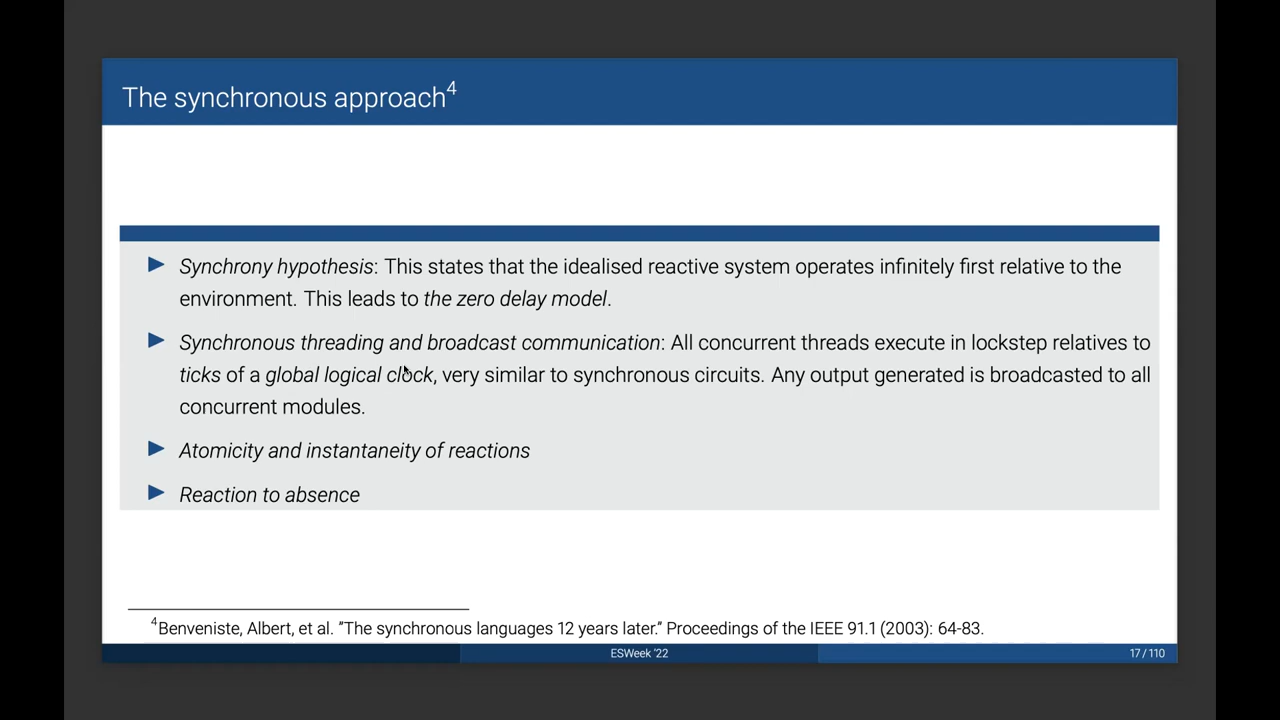 The synchronous approach4
► Synchrony hypothesis: This states that the idealised reactive system operates infinitely first relative to the
environment. This leads to the zero delay model.
► Synchronous threading and broadcast communication: All concurrent threads execute in lockstep relatives to
ticks of a global logical clock, very similar to synchronous circuits. Any output generated is broadcasted to all
concurrent modules.
► Atomicity and instantaneity of reactions
► Reaction to absence
4Benveniste, Albert, et al. ”The synchronous languages 12 years later.” Proceedings of the IEEE 91.1 (2003): 64-83.
ESWeek ’22
17 / 110